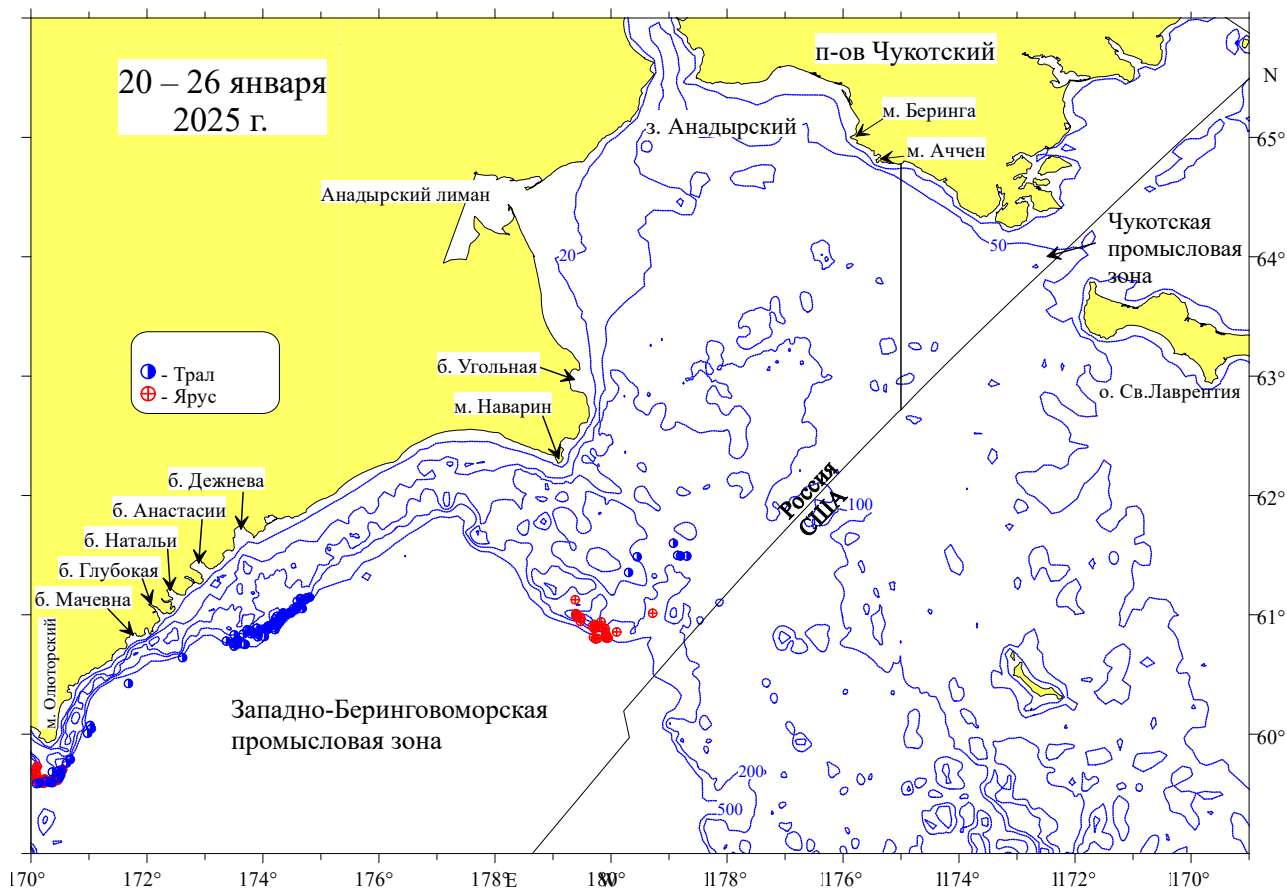 20 – 26 января
2025 г.
п-ов Чукотский
N
м. Беринга
з. Анадырский
65°
м. Аччен
Анадырский лиман
Чукотская
промысловая
зона
50
20
64°
б. Угольная
63°
- Трал
- Ярус
о. Св.Лаврентия
м. Наварин
б. Дежнева
Россия
США
100
62°
б. Анастасии
б. Натальи
б. Глубокая
б. Мачевна
61°
м. Олюторский
Западно-Беринговоморская
промысловая зона
60°
200
500
170 172 174 176 178 E 180° W 178 176 174 172 170